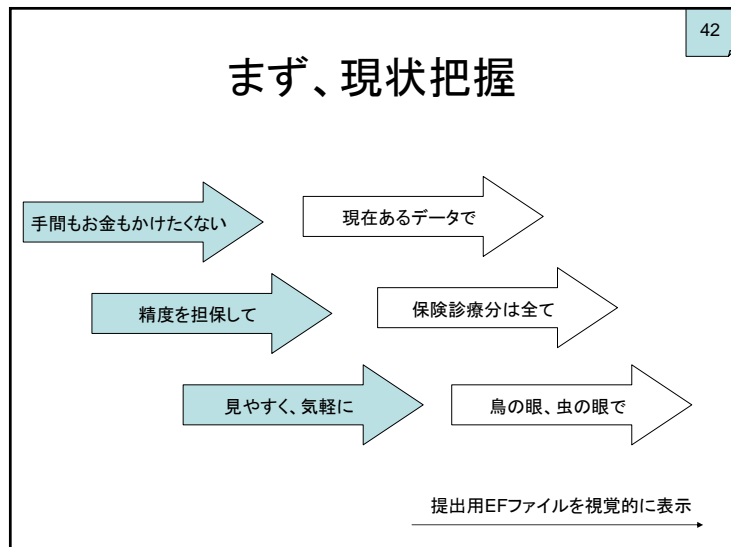 42
まず、現状把握
手間もお金もかけたくない
現在あるデータで
精度を担保して
保険診療分は全て
見やすく、気軽に
鳥の眼、虫の眼で
提出用EFファイルを視覚的に表示